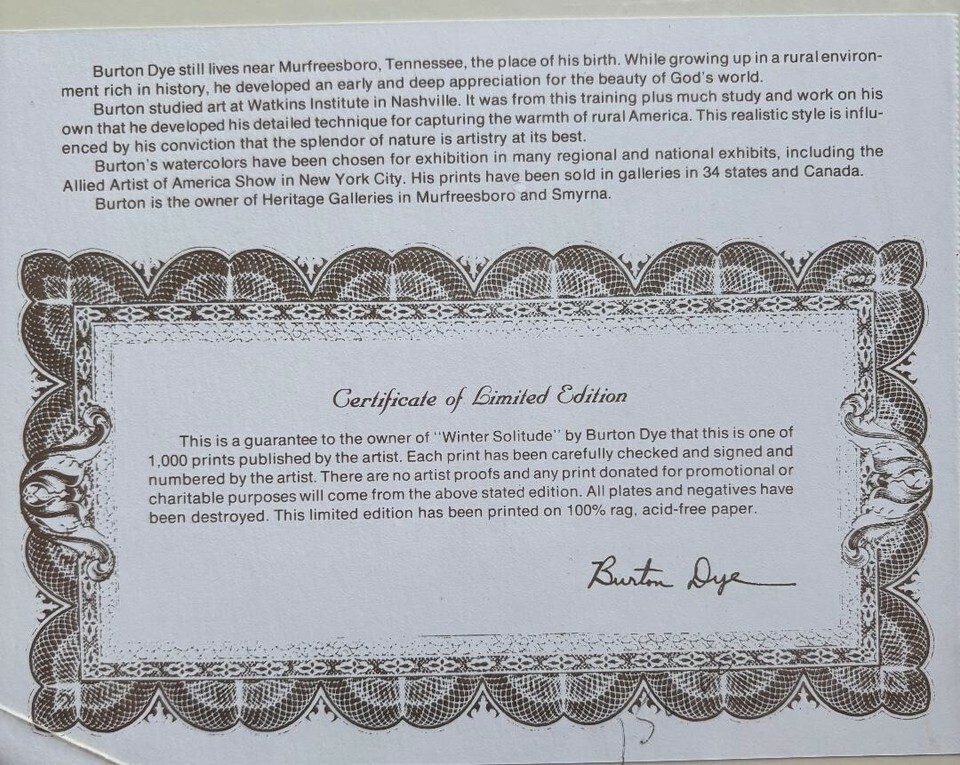 Burton Dye still lives near Murfreesboro, Tennessee, the place of his birth. While growing up in a rural environ-
ment rich in history, he developed an early and deep appreciation for the beauty of God's world.
Burton studied art at Watkins Institute in Nashville. It was from this training plus much study and work on his
own that he developed his detailed technique for capturing the warmth of rural America. This realistic style is influ-
enced by his conviction that the splendor of nature is artistry at its best.
Burton's watercolors have been chosen for exhibition in many regional and national exhibits, including the
Allied Artist of America Show in New York City. His prints have been sold in galleries in 34 states and Canada.
Burton is the owner of Heritage Galleries in Murfreesboro and Smyrna.
Certificate of Limited Edition
This is a guarantee to the owner of "Winter Solitude" by Burton Dye that this is one of
1,000 prints published by the artist. Each print has been carefully checked and signed and
numbered by the artist. There are no artist proofs and any print donated for promotional or
charitable purposes will come from the above stated edition. All plates and negatives have
been destroyed. This limited edition has been printed on 100% rag, acid-free paper.
Burton Dye